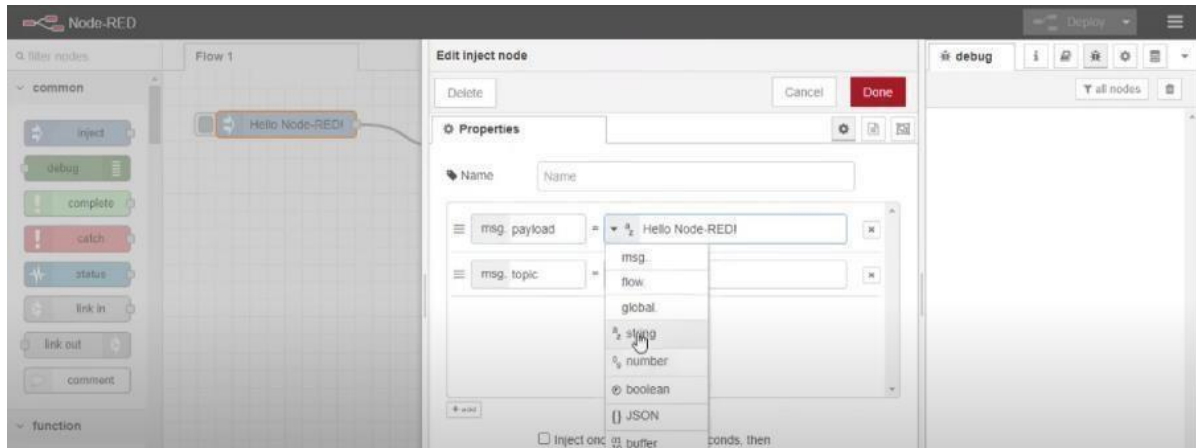 Node-RED
Deploy
filter nodes
common
inject
debug
complete
catch
status
link in
link out
comment
function
Flow 1
Hello Node-RED!
Edit inject node
Delete
Cancel
Done
Properties
Name
Name
msg. payload
=
Hello Node-RED!
msg. topic
=
msg.
flow.
global.
string
number
boolean
{} JSON
buffer
+ add
Inject once
conds, then
debug
all nodes